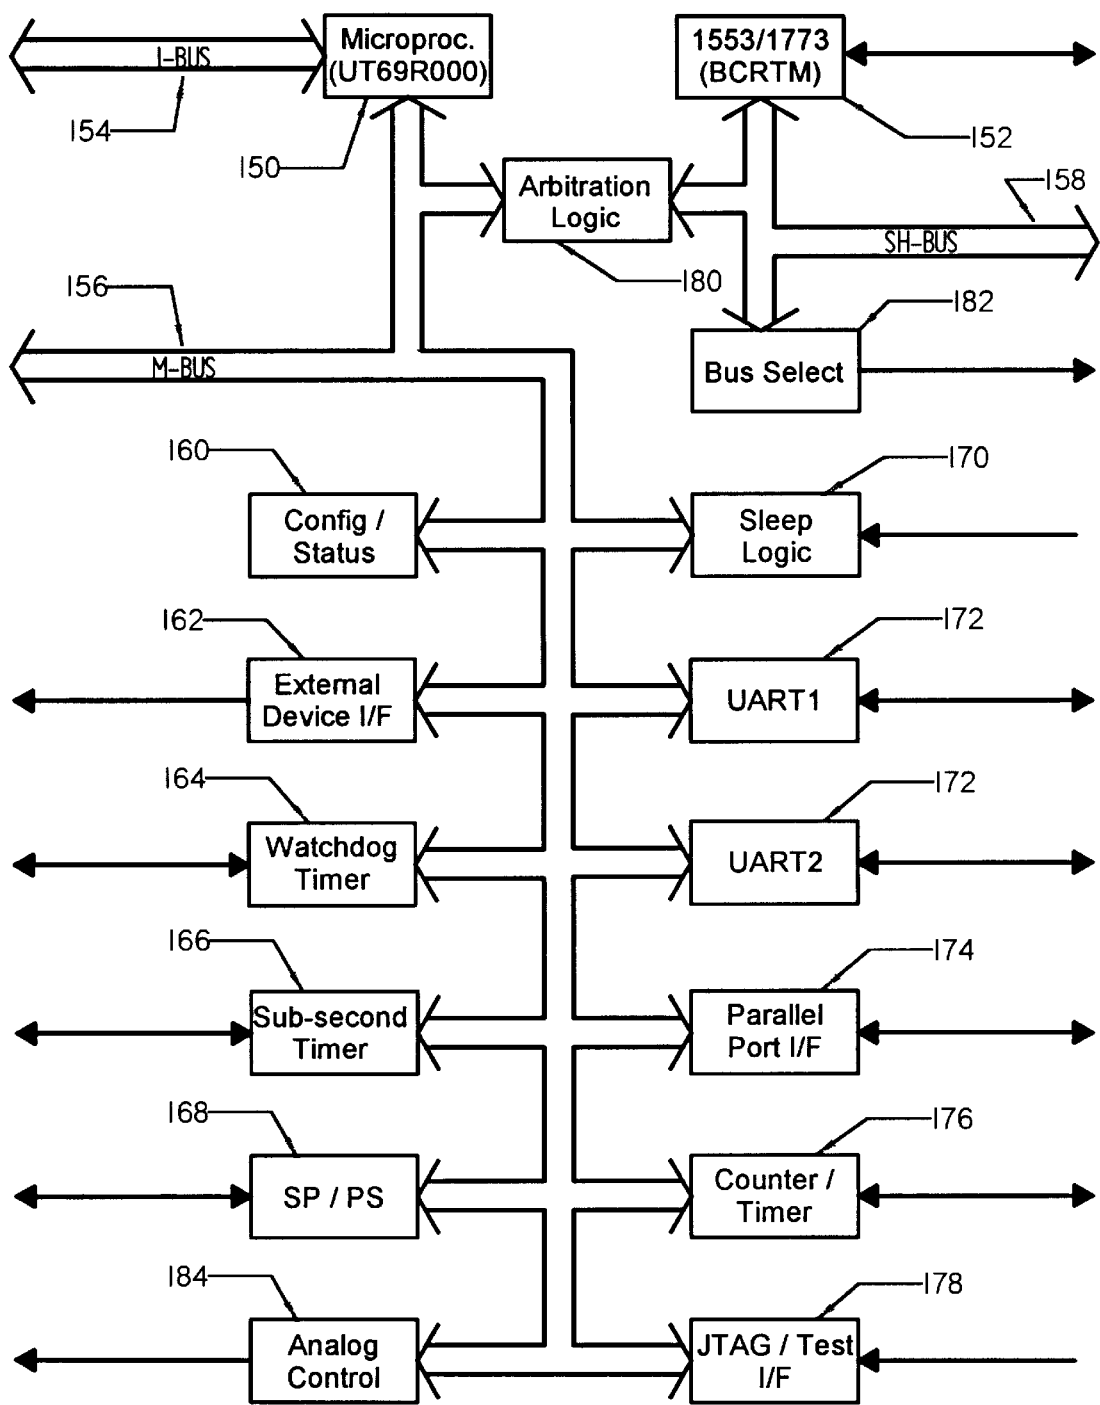 Microproc.
(UT69R000)
1553/1773
(BCRTM)
I-BUS
154
150
152
Arbitration
Logic
158
SH-BUS
180
156
182
M-BUS
Bus Select
160
170
Config /
Status
Sleep
Logic
162
172
External
Device I/F
UART1
164
172
Watchdog
Timer
UART2
166
174
Sub-second
Timer
Parallel
Port I/F
168
176
SP / PS
Counter /
Timer
184
178
Analog
Control
JTAG / Test
I/F